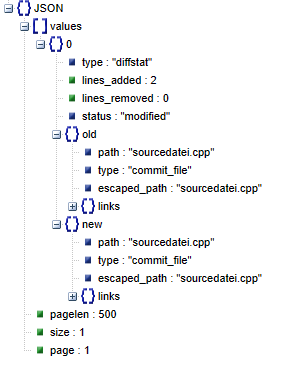 {} JSON
[] values
{} 0
type : "diffstat"
lines_added : 2
lines_removed : 0
status : "modified"
{} old
path : "sourcedatei.cpp"
type : "commit_file"
escaped_path : "sourcedatei.cpp"
{} links
{} new
path : "sourcedatei.cpp"
type : "commit_file"
escaped_path : "sourcedatei.cpp"
{} links
pagelen : 500
size : 1
page : 1